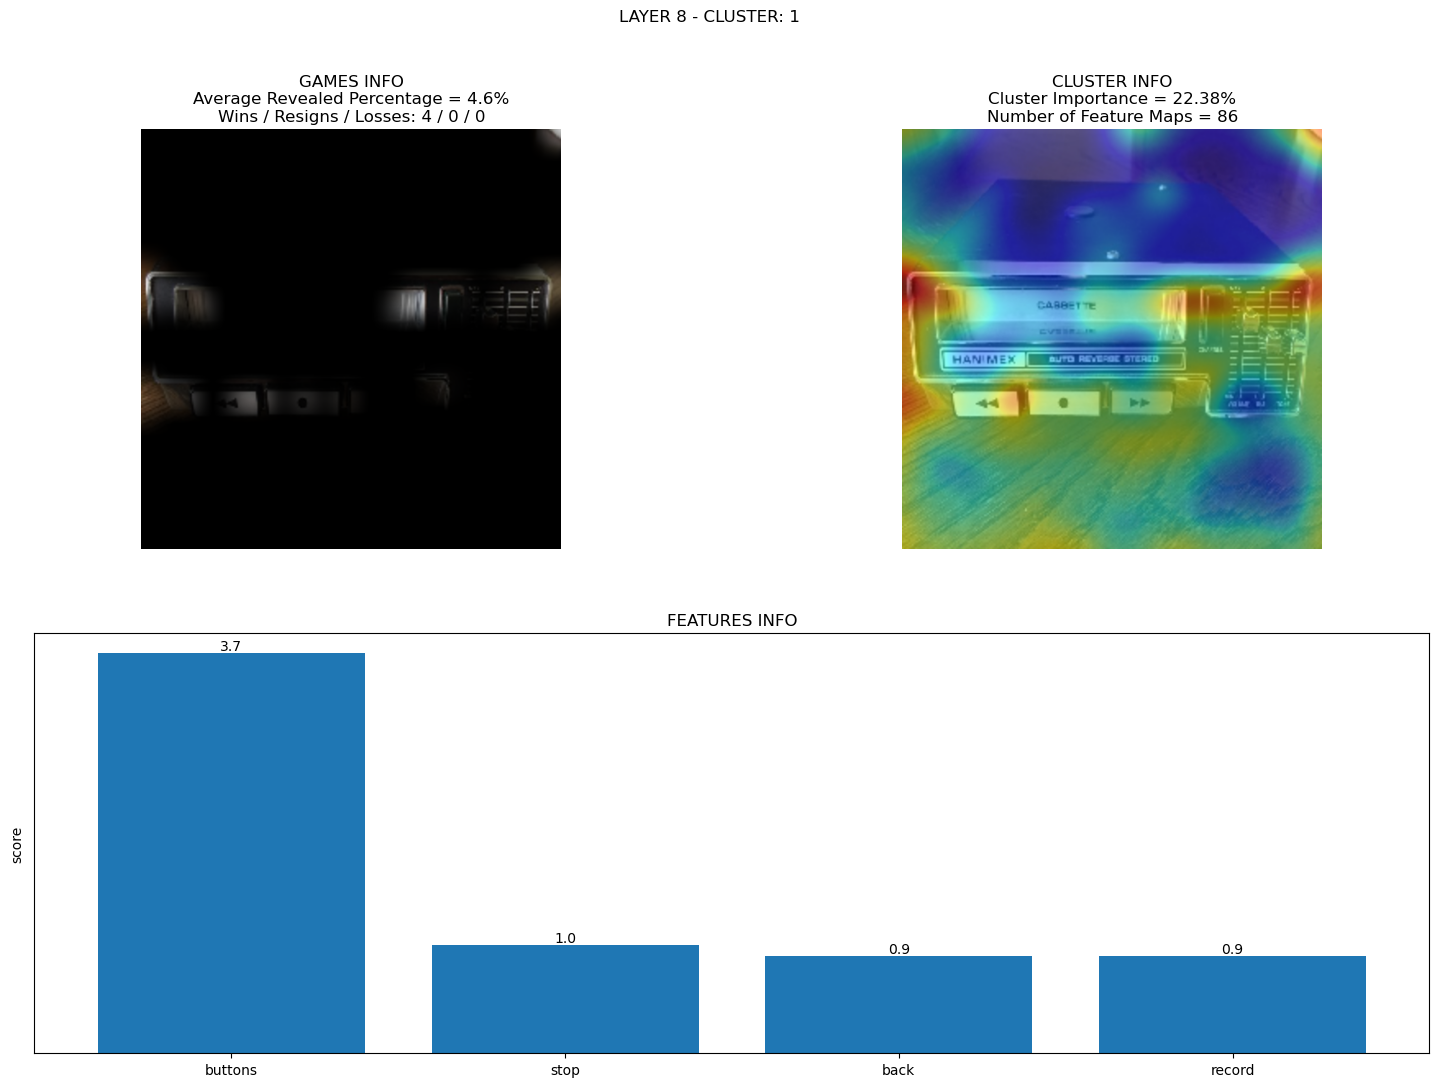 LAYER 8 - CLUSTER: 1
GAMES INFO
Average Revealed Percentage = 4.6%
Wins / Resigns / Losses: 4 / 0 / 0
CLUSTER INFO
Cluster Importance = 22.38%
Number of Feature Maps = 86
CASSETTE
HANIMEX
AUTO REVERSE STEREO
FEATURES INFO
score
3.7
1.0
0.9
0.9
buttons
stop
back
record